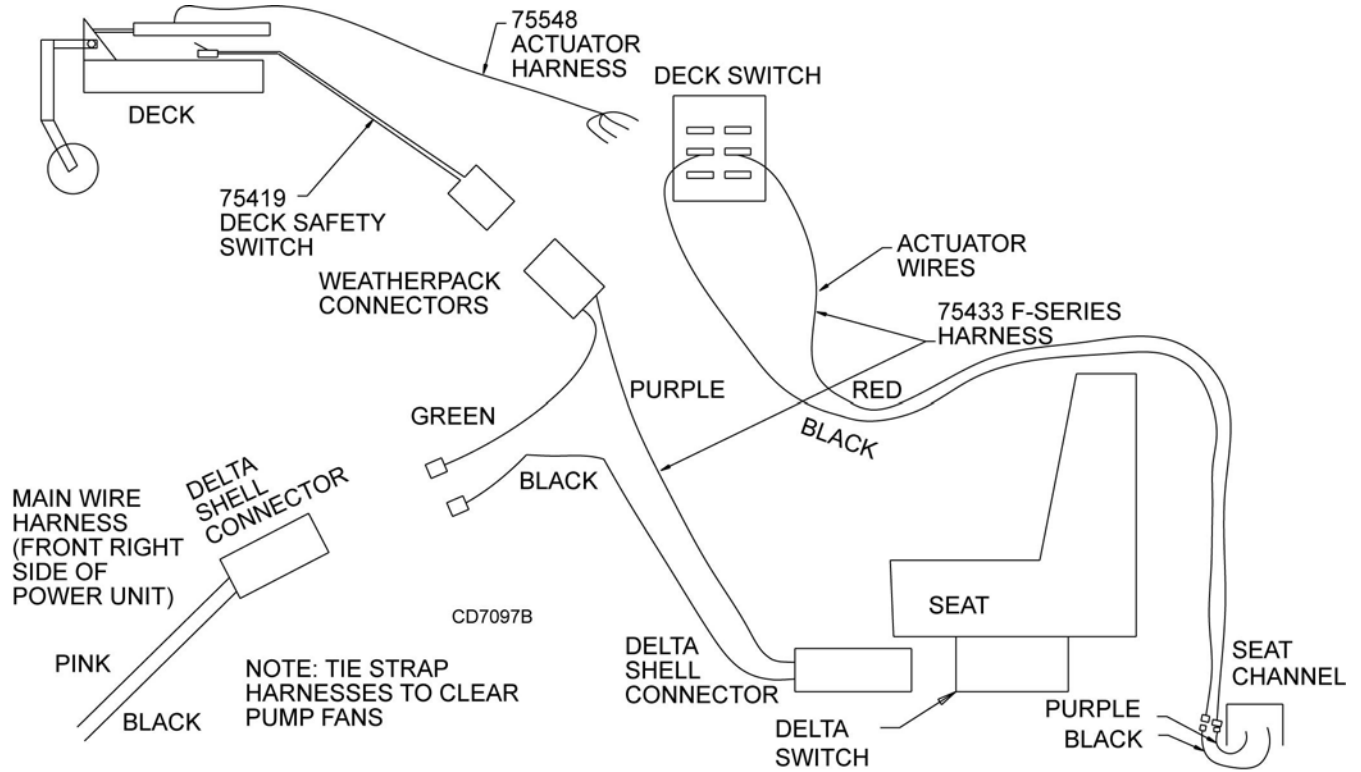 75548
ACTUATOR
HARNESS
DECK SWITCH
DECK
75419
DECK SAFETY
SWITCH
WEATHERPACK
CONNECTORS
ACTUATOR
WIRES
75433 F-SERIES
HARNESS
PURPLE
RED
BLACK
GREEN
BLACK
DELTA
SHELL
CONNECTOR
MAIN WIRE
HARNESS
(FRONT RIGHT
SIDE OF
POWER UNIT)
CD7097B
SEAT
PINK
BLACK
NOTE: TIE STRAP
HARNESSES TO CLEAR
PUMP FANS
DELTA
SHELL
CONNECTOR
DELTA
SWITCH
SEAT
CHANNEL
PURPLE
BLACK